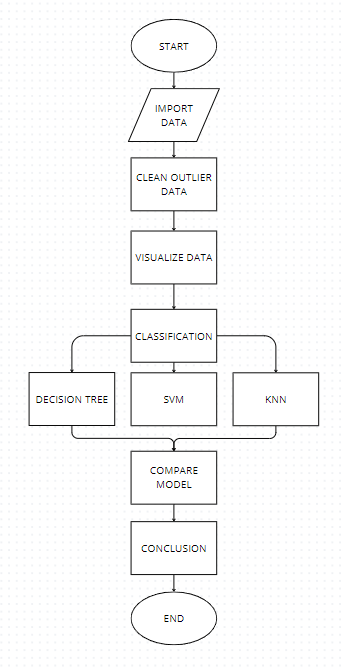 START
IMPORT
DATA
CLEAN OUTLIER
DATA
VISUALIZE DATA
CLASSIFICATION
DECISION TREE
SVM
KNN
COMPARE
MODEL
CONCLUSION
END